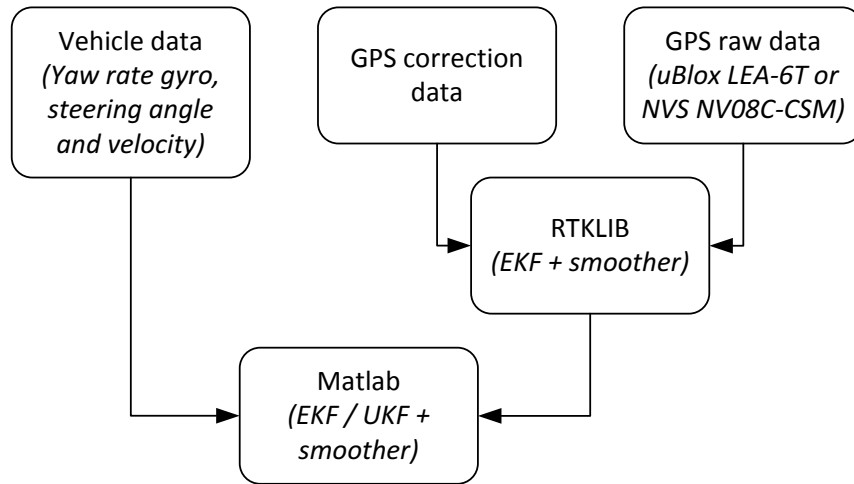 Vehicle data
(Yaw rate gyro,
steering angle
and velocity)
GPS correction
data
GPS raw data
(uBlox LEA-6T or
NVS NV08C-CSM)
RTKLIB
(EKF + smoother)
Matlab
(EKF / UKF +
smoother)